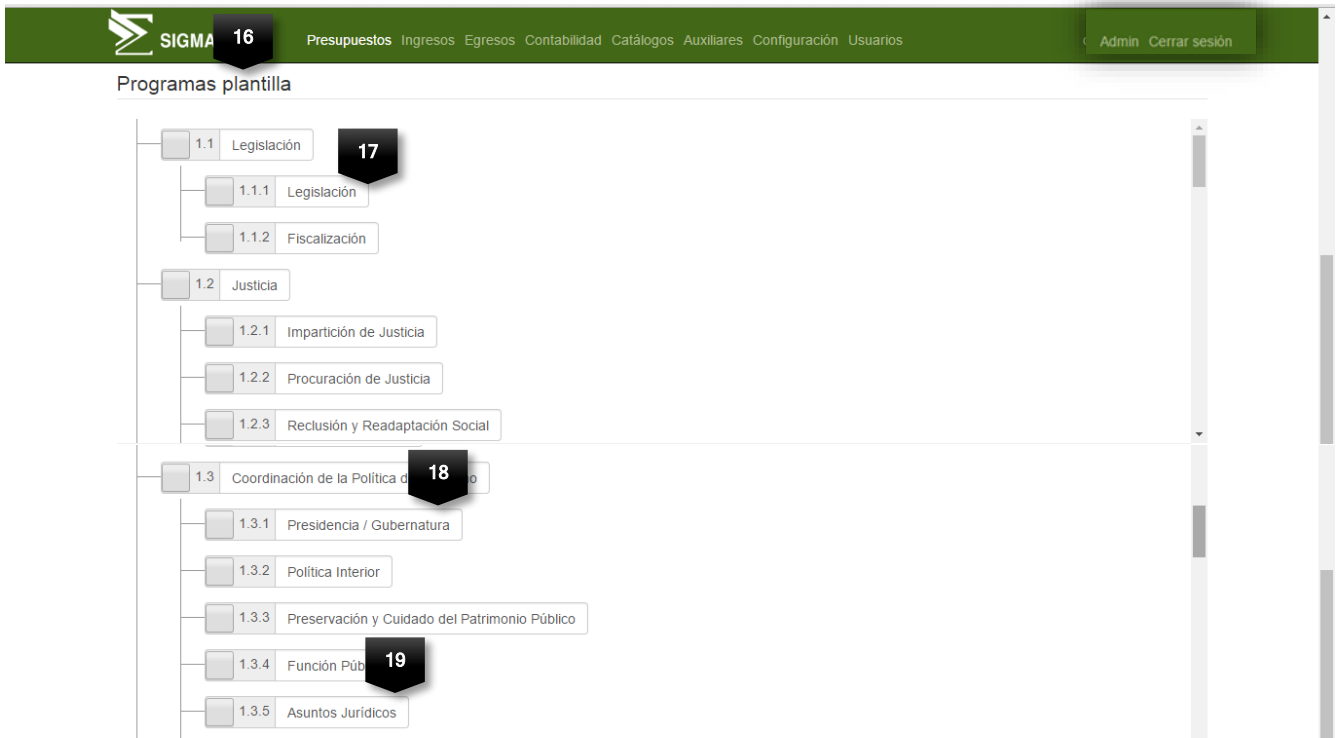 SIGMA 16 Presupuestos Ingresos Egresos Contabilidad Catálogos Auxiliares Configuración Usuarios Admin Cerrar sesión
Programas plantilla
1.1 Legislación
17
1.1.1 Legislación
1.1.2 Fiscalización
1.2 Justicia
1.2.1 Impartición de Justicia
1.2.2 Procuración de Justicia
1.2.3 Reclusión y Readaptación Social
1.3 Coordinación de la Política
18
1.3.1 Presidencia / Gubernatura
1.3.2 Política Interior
1.3.3 Preservación y Cuidado del Patrimonio Público
1.3.4 Función
19
1.3.5 Asuntos Jurídicos